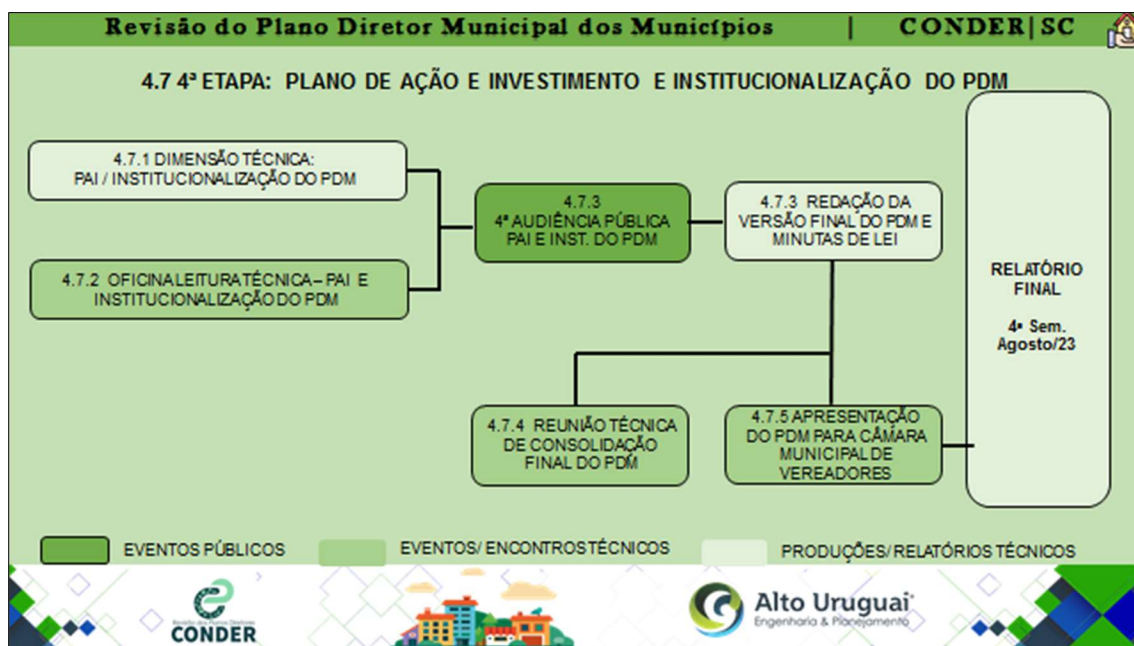 Revisão do Plano Diretor Municipal dos Municípios | CONDER|SC
4.7 4ª ETAPA: PLANO DE AÇÃO E INVESTIMENTO E INSTITUCIONALIZAÇÃO DO PDM
4.7.1 DIMENSÃO TÉCNICA:
PAI / INSTITUCIONALIZAÇÃO DO PDM
4.7.2 OFICINA LEITURA TÉCNICA – PAI E
INSTITUCIONALIZAÇÃO DO PDM
4.7.3
4ª AUDIÊNCIA PÚBLICA
PAI E INST. DO PDM
4.7.3 REDAÇÃO DA
VERSÃO FINAL DO PDM E
MINUTAS DE LEI
4.7.4 REUNIÃO TÉCNICA
DE CONSOLIDAÇÃO
FINAL DO PDM
4.7.5 APRESENTAÇÃO
DO PDM PARA CÂMARA
MUNICIPAL DE
VEREADORES
RELATÓRIO
FINAL
4ª Sem.
Agosto/23
EVENTOS PÚBLICOS
EVENTOS/ ENCONTROS TÉCNICOS
PRODUÇÕES/ RELATÓRIOS TÉCNICOS
Revisão dos Planos Diretores
CONDER
Alto Uruguai
Engenharia & Planejamento